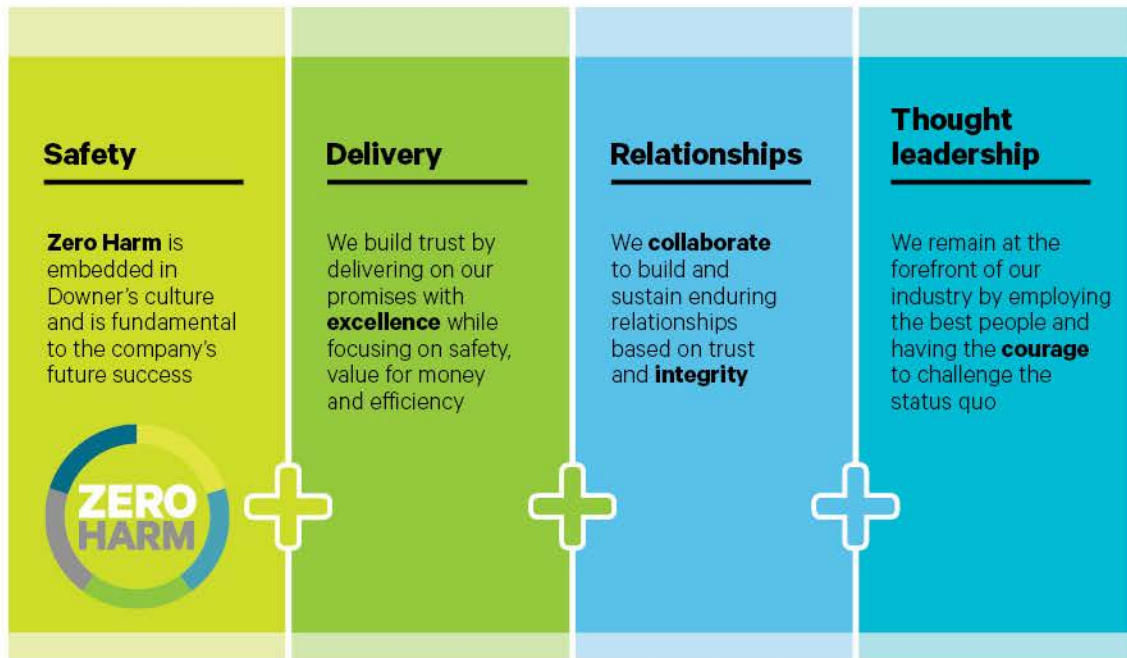 Safety
Zero Harm is
embedded in
Downer’s culture
and is fundamental
to the company’s
future success
ZERO
HARM
Delivery
We build trust by
delivering on our
promises with
excellence while
focusing on safety,
value for money
and efficiency
Relationships
We collaborate
to build and
sustain enduring
relationships
based on trust
and integrity
Thought
leadership
We remain at the
forefront of our
industry by employing
the best people and
having the courage
to challenge the
status quo